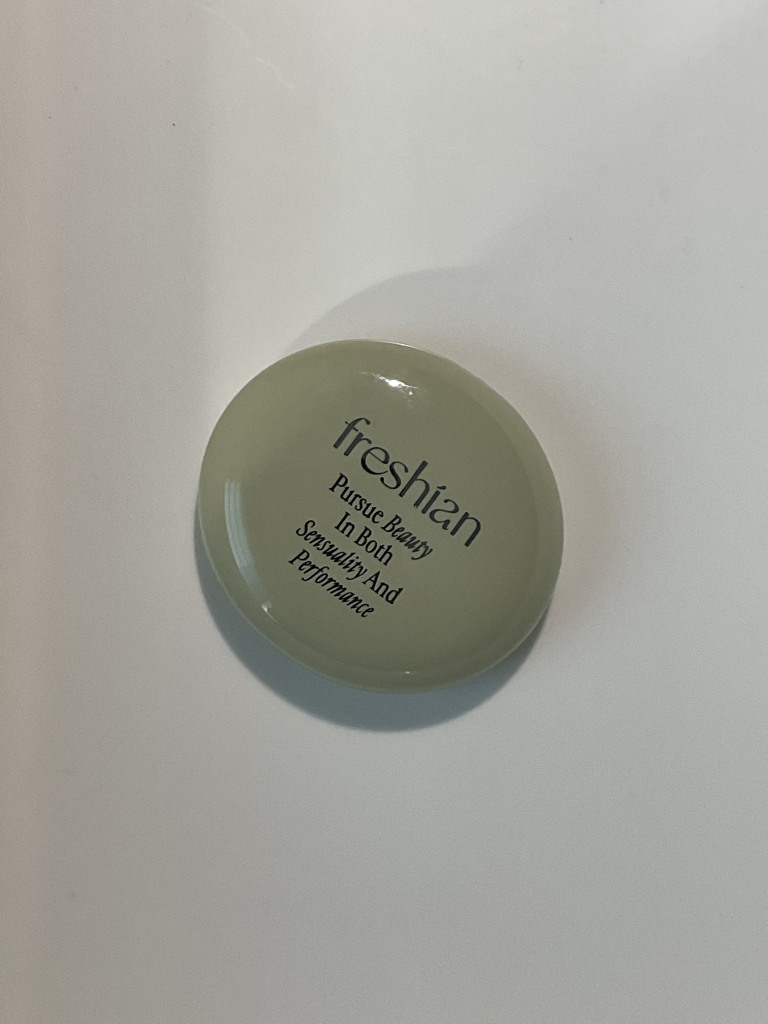 freshian
Pursue Beauty
In Both
Sensuality And
Performance